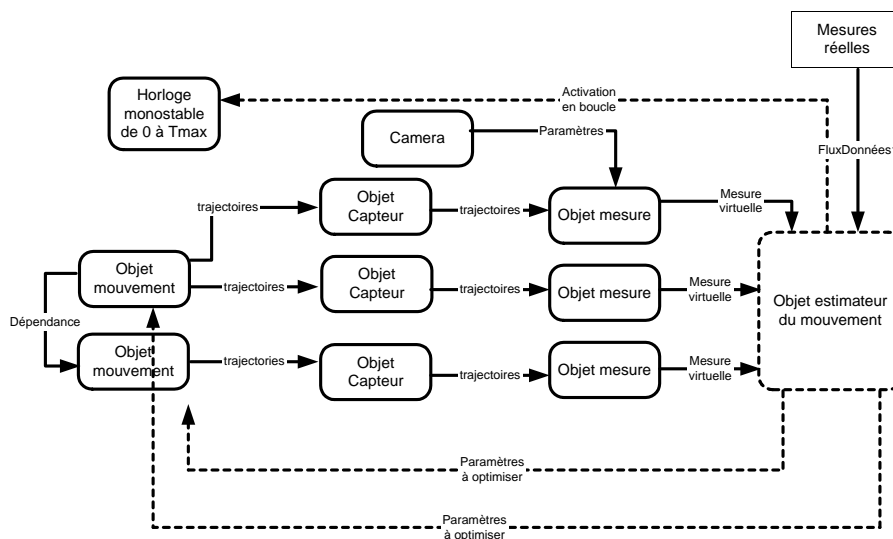 Mesures
réelles
Activation
en boucle
Horloge
monostable
de 0 à Tmax
Camera
Paramètres
FluxDonnées
trajectoires
Objet
Capteur
trajectoires
Objet mesure
Mesure
virtuelle
Objet
mouvement
trajectoires
Objet
Capteur
trajectoires
Objet mesure
Mesure
virtuelle
Objet estimateur
du mouvement
Dépendance
Objet
mouvement
trajectories
Objet
Capteur
trajectoires
Objet mesure
Mesure
virtuelle
Paramètres
à optimiser
Paramètres
à optimiser